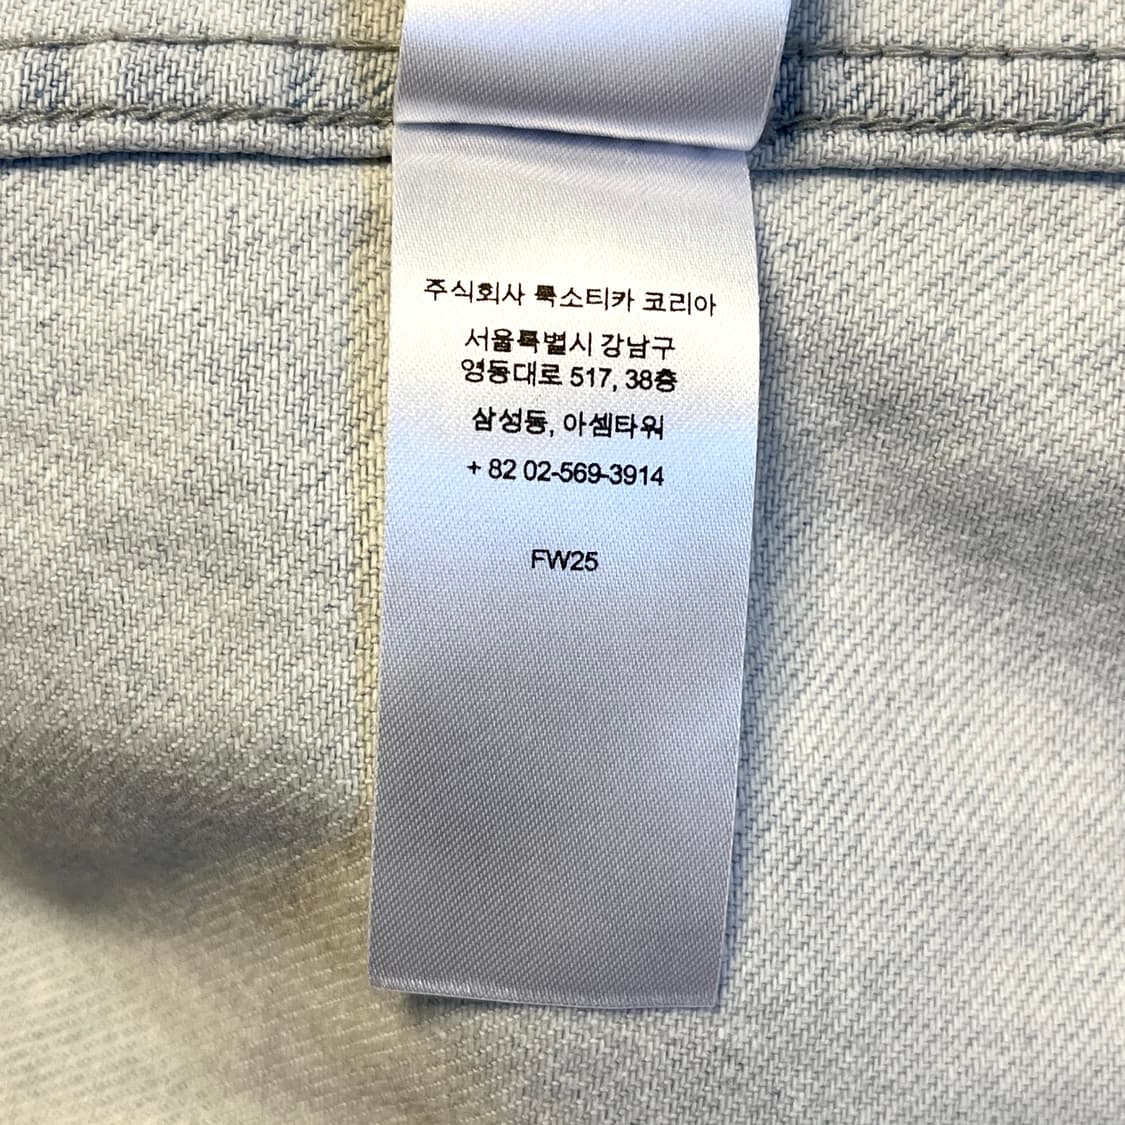 주식회사 룩소티카 코리아
서울특별시 강남구
영동대로 517, 38층
삼성동, 아셈타워
+ 82 02-569-3914
FW25